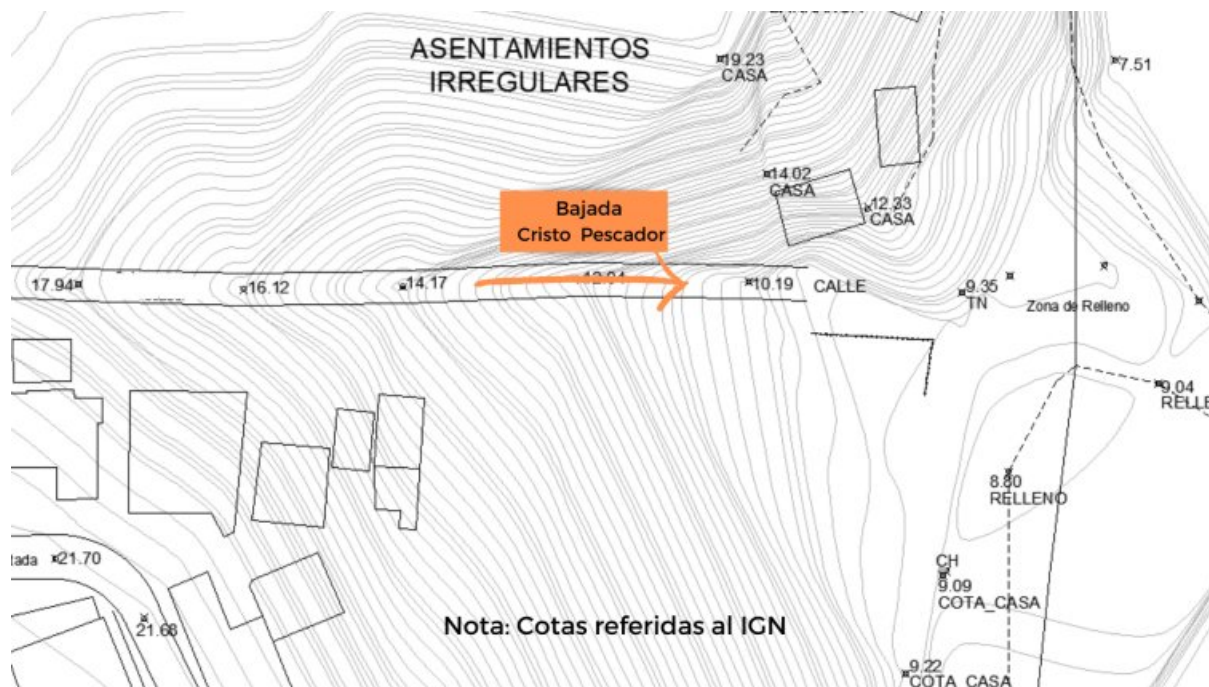 ASENTAMIENTOS
IRREGULARES
19.23
CASA
7.51
14.02
CASA
12.33
CASA
Bajada
Cristo Pescador
17.94
16.12
14.17
10.19
CALLE
9.35
TN
Zona de Relleno
9.04
RELLE
8.80
RELLENO
CH
9.09
COTA_CASA
tada
21.70
21.68
Nota: Cotas referidas al IGN
9.22
COTA_CASA